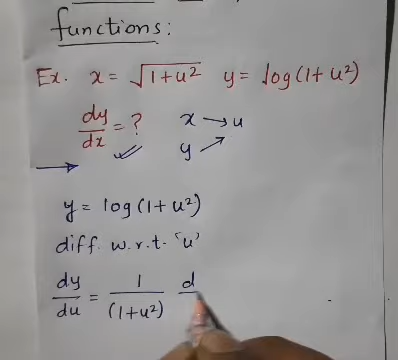 functions:
Ex. x = √(1+u²) y = log(1+u²)
dy/dx = ? x → u
y ↗
y = log(1+u²)
diff. w.r.t. 'u'
dy/du = 1/(1+u²) d